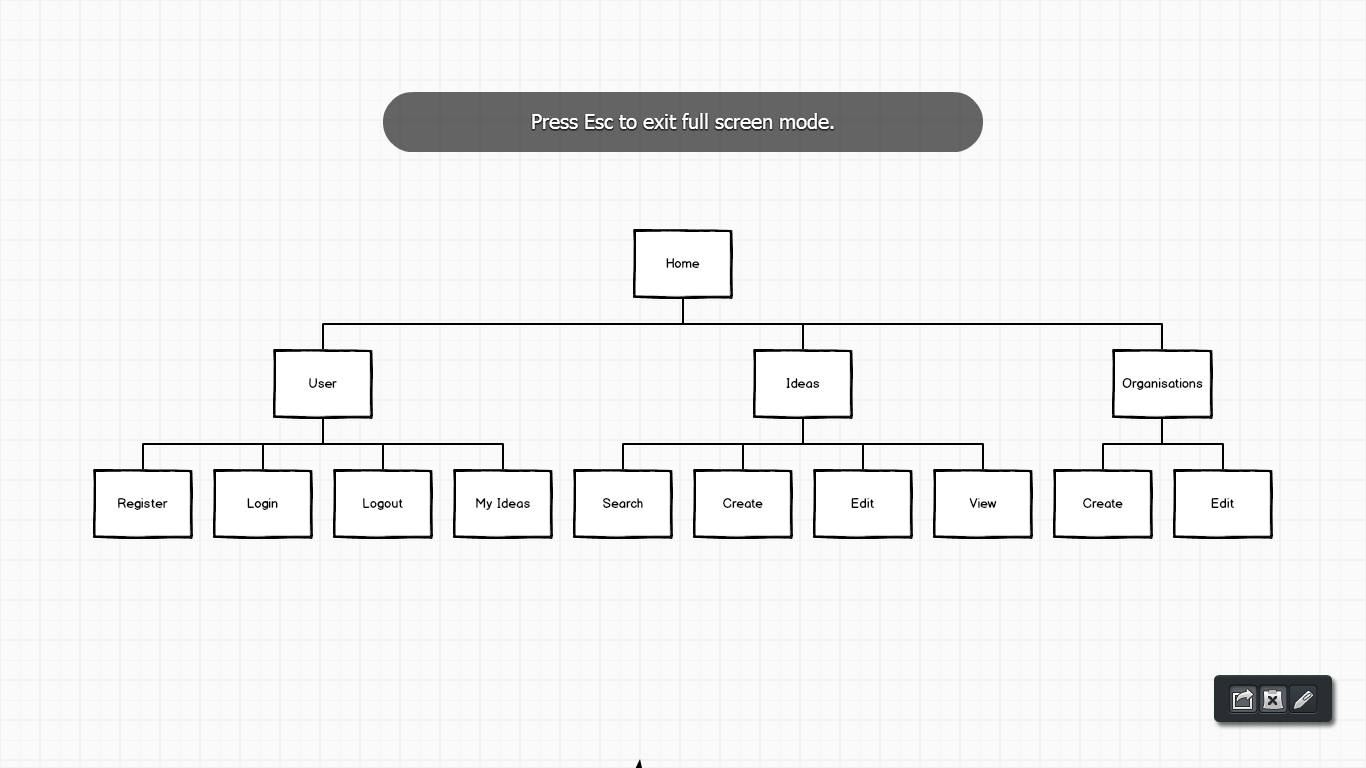 Press Esc to exit full screen mode.
Home
User
Ideas
Organisations
Register
Login
Logout
My Ideas
Search
Create
Edit
View
Create
Edit